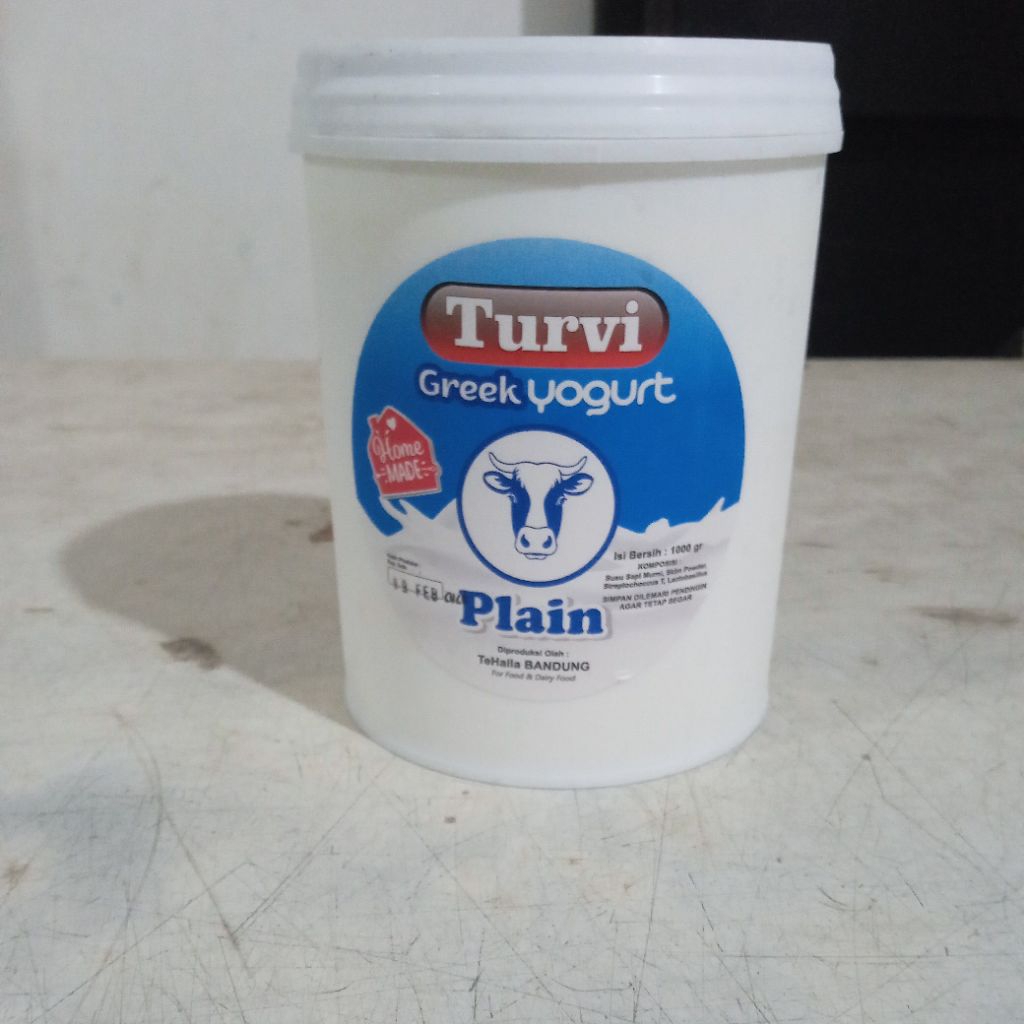 Turvi
Greek yogurt
Home
MADE
Isi Bersih : 1000 gr
KOMPOSISI :
Susu Sapi Murni, Skim Powder,
Streptochoccus T, Lactobacillus
SIMPAN DILEMARI PENDINGIN
AGAR TETAP SEGAR
FEB
Plain
Diproduksi Oleh :
TeHalla BANDUNG
For Food & Dairy Food